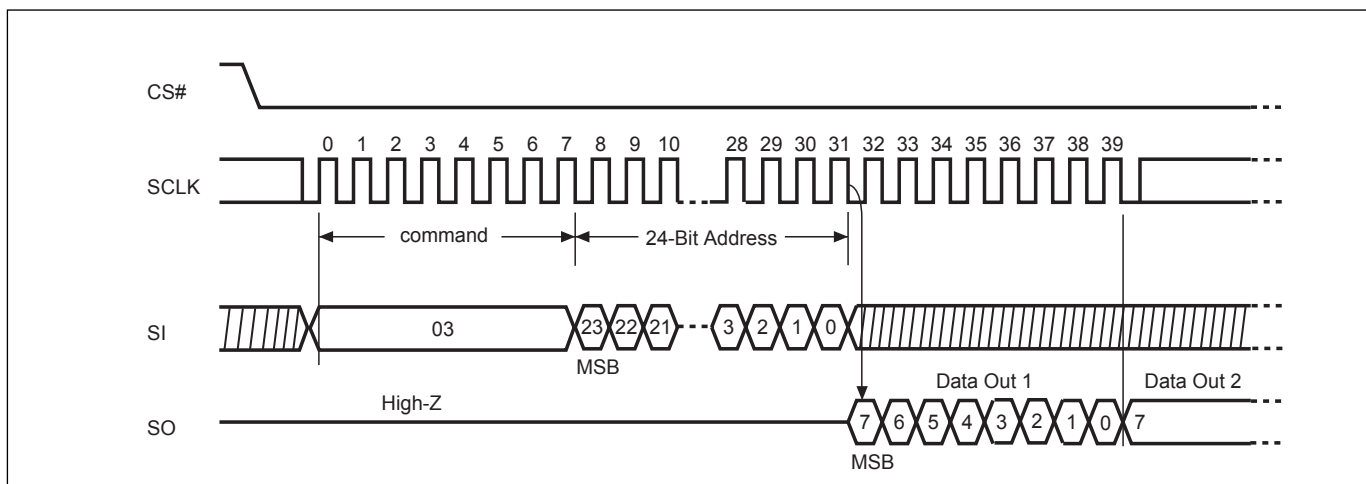 CS#
0 1 2 3 4 5 6 7 8 9 10 28 29 30 31 32 33 34 35 36 37 38 39
SCLK
command 24-Bit Address
SI 03 23 22 21 3 2 1 0
MSB
Data Out 1 Data Out 2
High-Z
SO 7 6 5 4 3 2 1 0 7
MSB